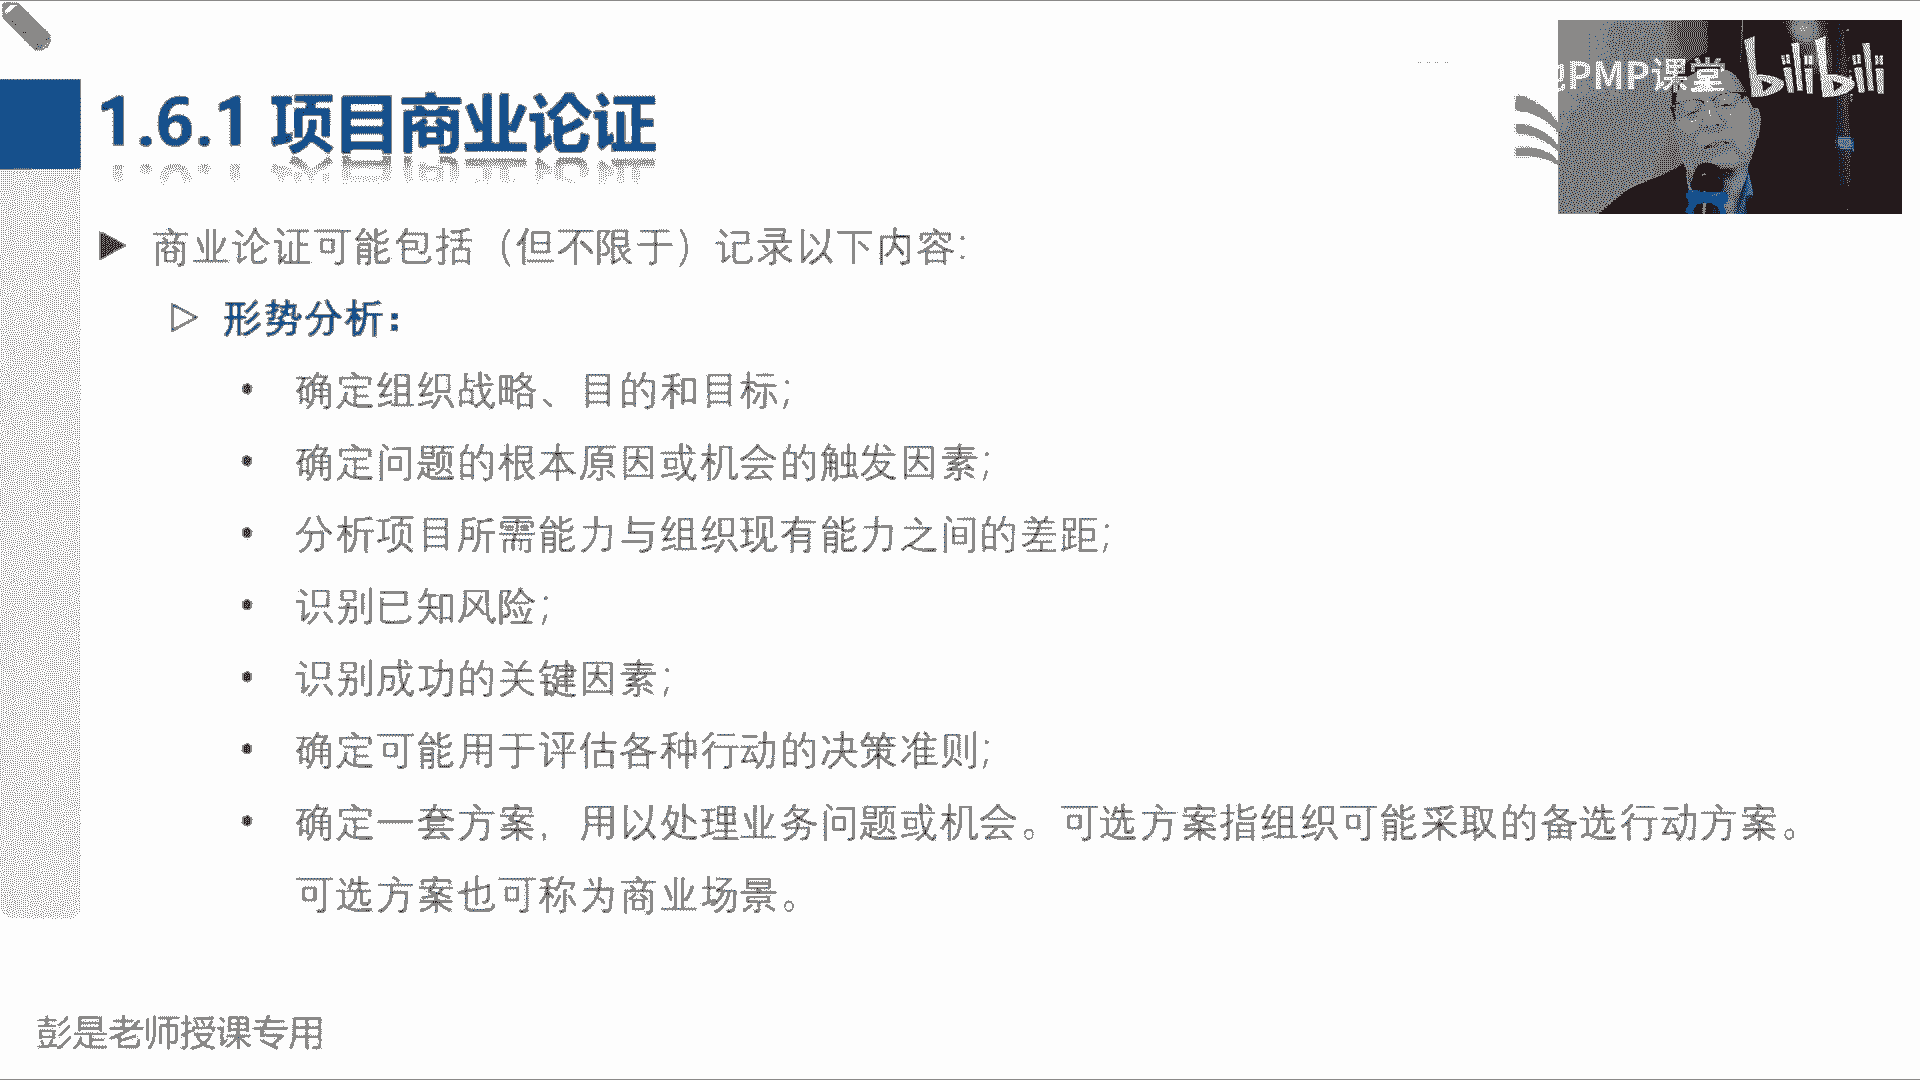 PMP课堂 bilibili
1.6.1 项目商业论证
商业论证可能包括（但不限于）记录以下内容：
形势分析：
确定组织战略、目的和目标；
确定问题的根本原因或机会的触发因素；
分析项目所需能力与组织现有能力之间的差距；
识别已知风险；
识别成功的关键因素；
确定可能用于评估各种行动的决策准则；
确定一套方案，用以处理业务问题或机会。可选方案指组织可能采取的备选行动方案。
可选方案也可称为商业场景。
彭是老师授课专用